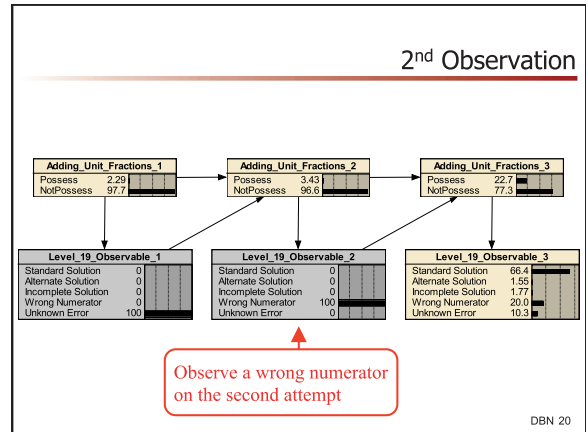 2nd Observation
Adding_Unit_Fractions_1
Possess 2.29
NotPossess 97.7
Adding_Unit_Fractions_2
Possess 3.43
NotPossess 96.6
Adding_Unit_Fractions_3
Possess 22.7
NotPossess 77.3
Level_19_Observable_1
Standard Solution 0
Alternate Solution 0
Incomplete Solution 0
Wrong Numerator 0
Unknown Error 100
Level_19_Observable_2
Standard Solution 0
Alternate Solution 0
Incomplete Solution 0
Wrong Numerator 100
Unknown Error 0
Level_19_Observable_3
Standard Solution 66.4
Alternate Solution 1.55
Incomplete Solution 1.77
Wrong Numerator 20.0
Unknown Error 10.3
Observe a wrong numerator
on the second attempt
DBN 20